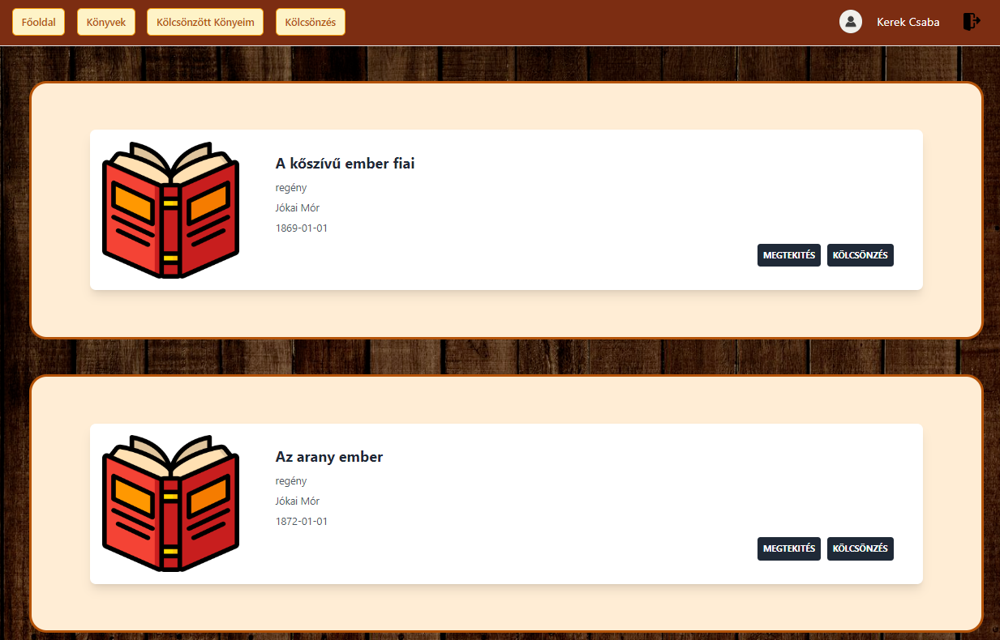 Főoldal Könyvek Kölcsönzött Könyeim Kölcsönzés Kerek Csaba
A kőszívű ember fiai
regény
Jókai Mór
1869-01-01
MEGTEKITÉS KÖLCSÖNZÉS
Az arany ember
regény
Jókai Mór
1872-01-01
MEGTEKITÉS KÖLCSÖNZÉS